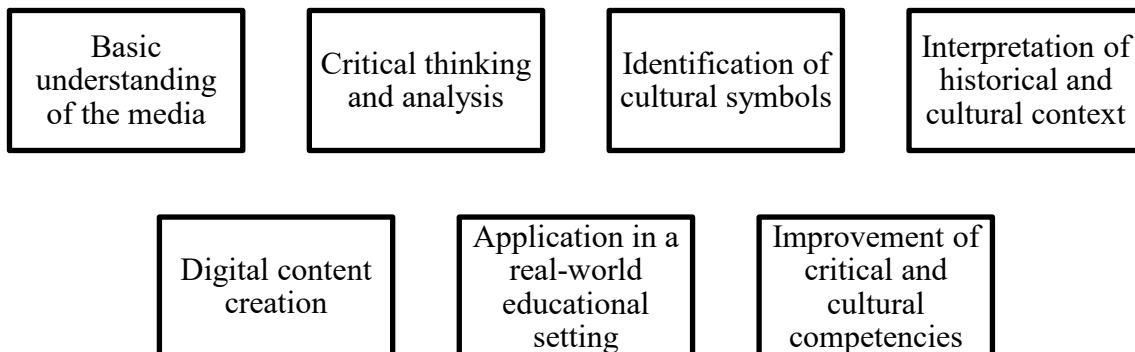 Basic
understanding
of the media
Critical thinking
and analysis
Identification of
cultural symbols
Interpretation of
historical and
cultural context
Digital content
creation
Application in a
real-world
educational
setting
Improvement of
critical and
cultural
competencies